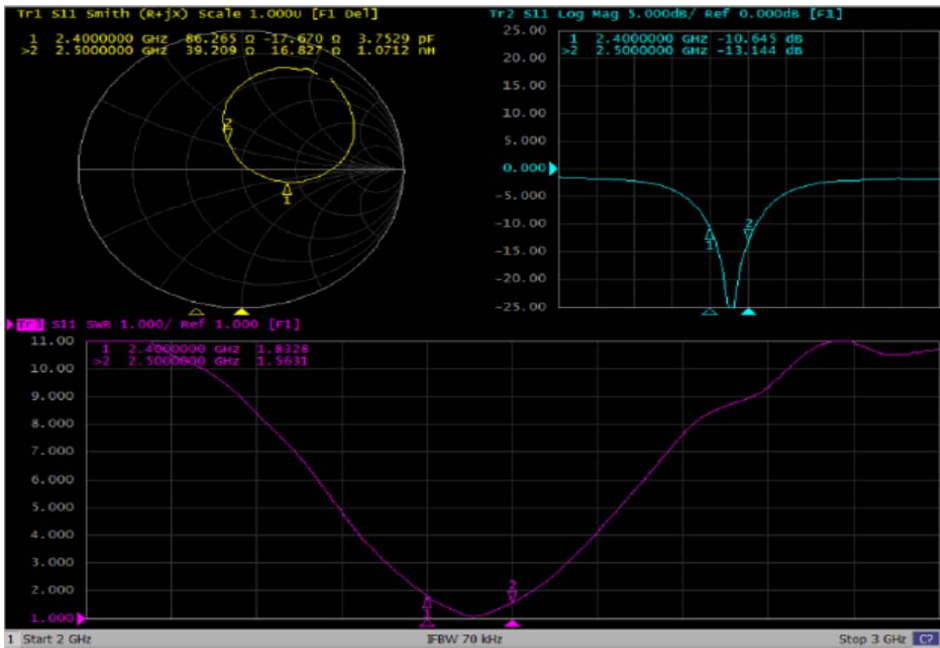 Tr1 S11 Smith (R+jX) Scale 1.000U [F1 Del]
1 2.4000000 GHz 86.265 Ω -17.670 Ω 3.7529 pF
>2 2.5000000 GHz 39.209 Ω 16.827 Ω 1.0712 nH
2
1
Tr2 S11 Log Mag 5.000dB/ Ref 0.000dB [F1]
25.00
1 2.4000000 GHz -10.645 dB
>2 2.5000000 GHz -13.144 dB
20.00
15.00
10.00
5.000
0.000
-5.000
-10.00
-15.00
-20.00
-25.00
1
2
Tr3 S11 SWR 1.000/ Ref 1.000 [F1]
11.00
1 2.4000000 GHz 1.8328
>2 2.5000000 GHz 1.5631
10.00
9.000
8.000
7.000
6.000
5.000
4.000
3.000
2.000
1.000
1
2
1 Start 2 GHz IFBW 70 kHz Stop 3 GHz C?